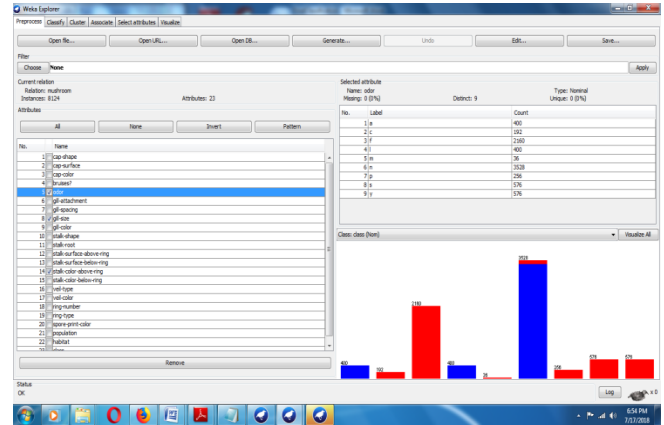 Weka Explorer
Preprocess Classify Cluster Associate Select attributes Visualize
Open file... Open URL... Open DB... Generate... Undo Edit... Save...
Filter
Choose None Apply
Current relation
Relation: mushroom
Instances: 8124 Attributes: 23
Selected attribute
Name: odor Type: Nominal
Missing: 0 (0%) Distinct: 9 Unique: 0 (0%)
Attributes
All None Invert Pattern
No. Name
1 cap-shape
2 cap-surface
3 cap-color
4 bruises?
5 odor
6 gill-attachment
7 gill-spacing
8 gill-size
9 gill-color
10 stalk-shape
11 stalk-root
12 stalk-surface-above-ring
13 stalk-surface-below-ring
14 stalk-color-above-ring
15 stalk-color-below-ring
16 veil-type
17 veil-color
18 ring-number
19 ring-type
20 spore-print-color
21 population
22 habitat
Remove
No. Label Count
1 a 400
2 c 192
3 f 2160
4 l 400
5 m 36
6 n 3528
7 p 256
8 s 576
9 y 576
Class: class (Nom) Visualize All
400 192 2160 400 36 3528 256 576 576
Status
OK
Log x 0
6:54 PM
7/17/2018